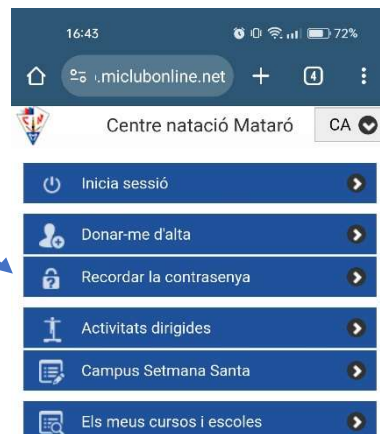 16:43 72%
.miclubonline.net 4
Centre natació Mataró CA
Inicia sessió
Donar-me d'alta
Recordar la contrasenya
Activitats dirigides
Campus Setmana Santa
Els meus cursos i escoles